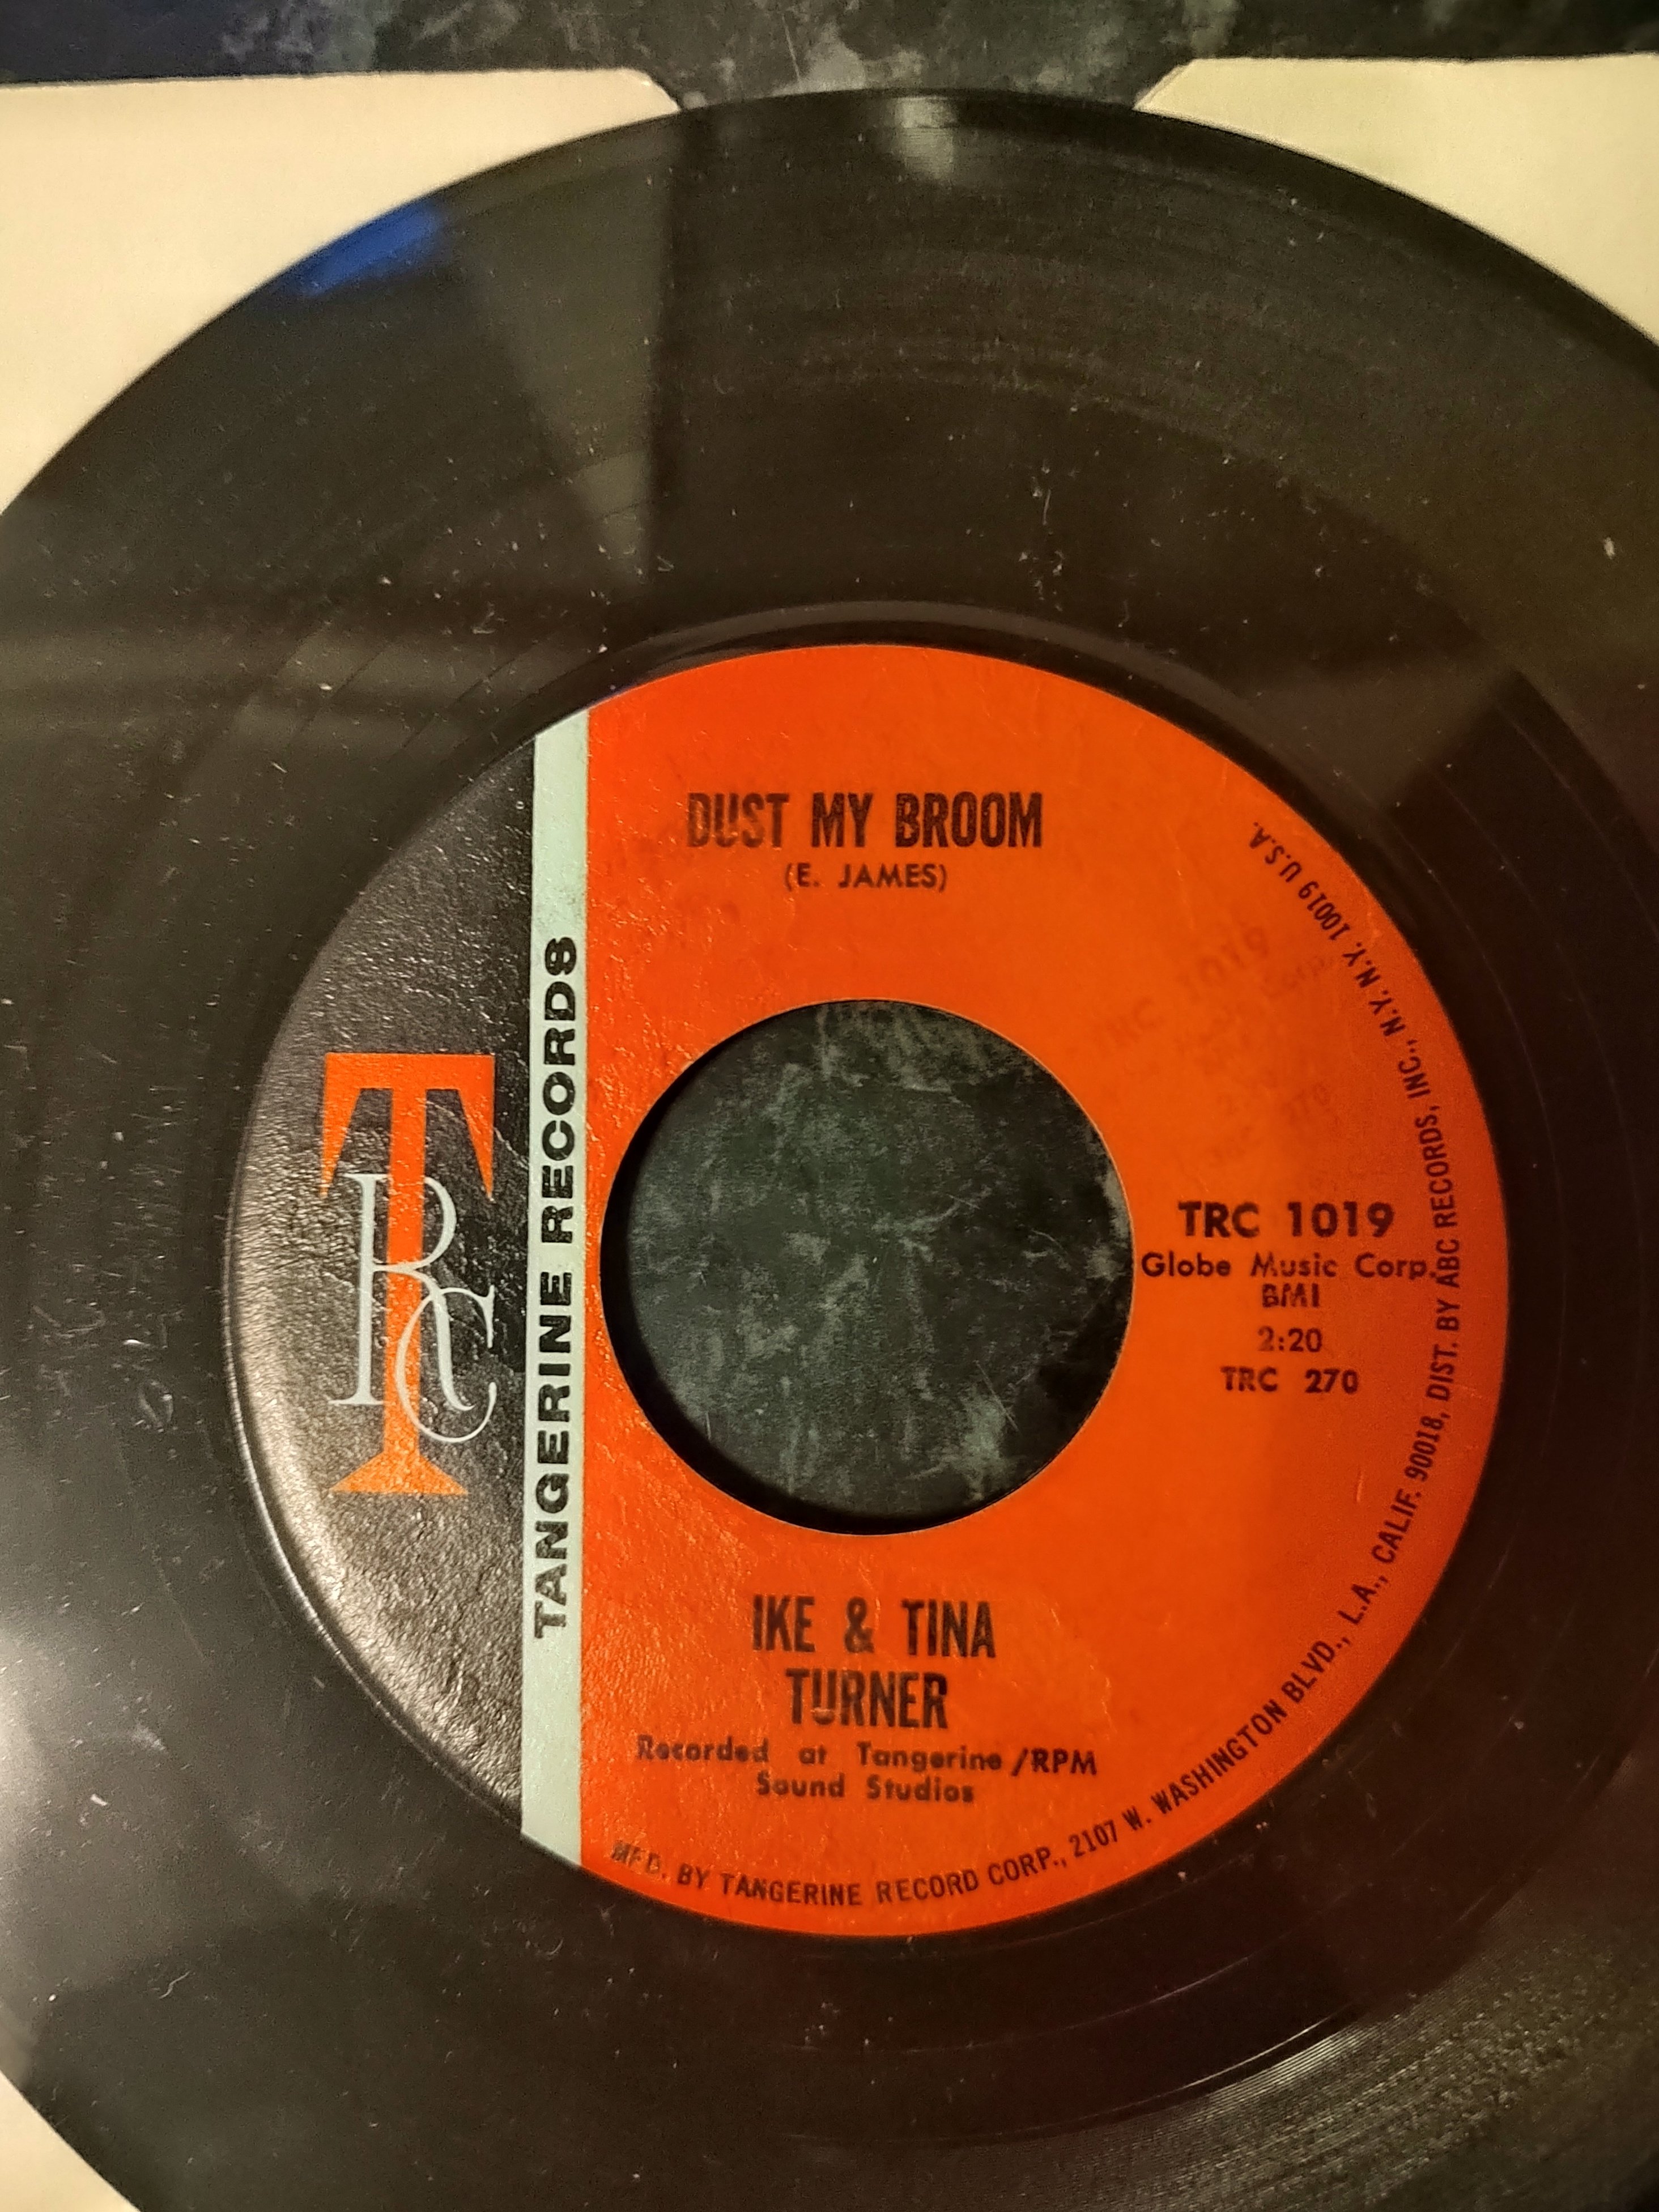 DUST MY BROOM
(E. JAMES)
TRC
TANGERINE RECORDS
TRC 1019
Globe Music Corp.
BMI
2:20
TRC 270
IKE & TINA
TURNER
Recorded at Tangerine/RPM
Sound Studios
MFD. BY TANGERINE RECORD CORP., 2107 W. WASHINGTON BLVD., L.A., CALIF. 90018, DIST. BY ABC RECORDS, INC., N.Y. N.Y. 10019 U.S.A.